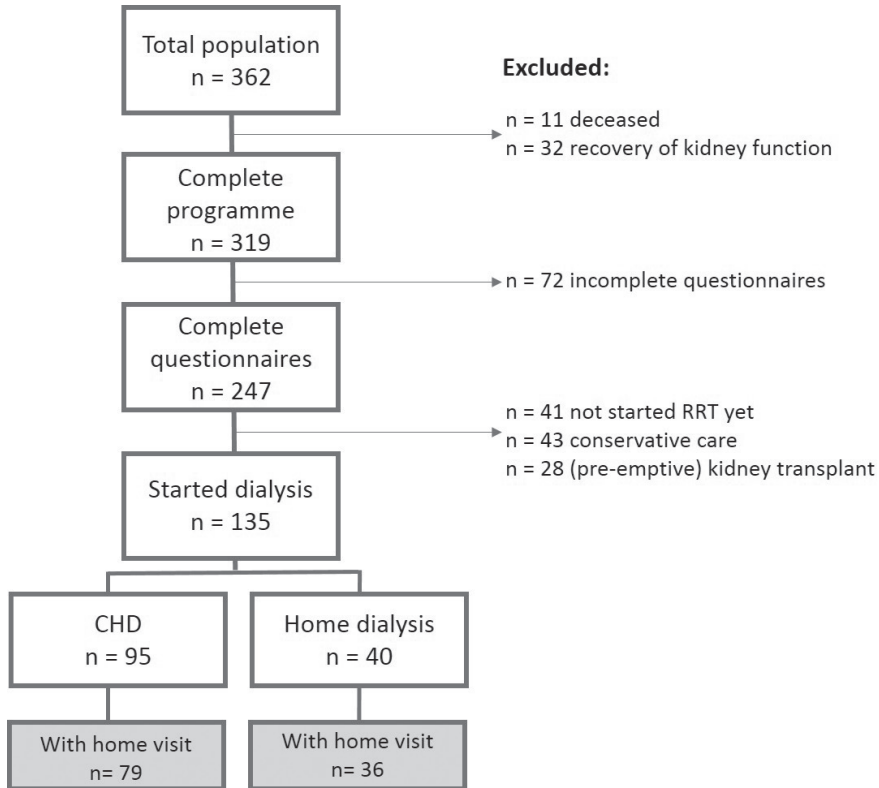 Total population
n = 362
Excluded:
n = 11 deceased
n = 32 recovery of kidney function
Complete
programme
n = 319
n = 72 incomplete questionnaires
Complete
questionnaires
n = 247
n = 41 not started RRT yet
n = 43 conservative care
n = 28 (pre-emptive) kidney transplant
Started dialysis
n = 135
CHD
n = 95
Home dialysis
n = 40
With home visit
n= 79
With home visit
n= 36